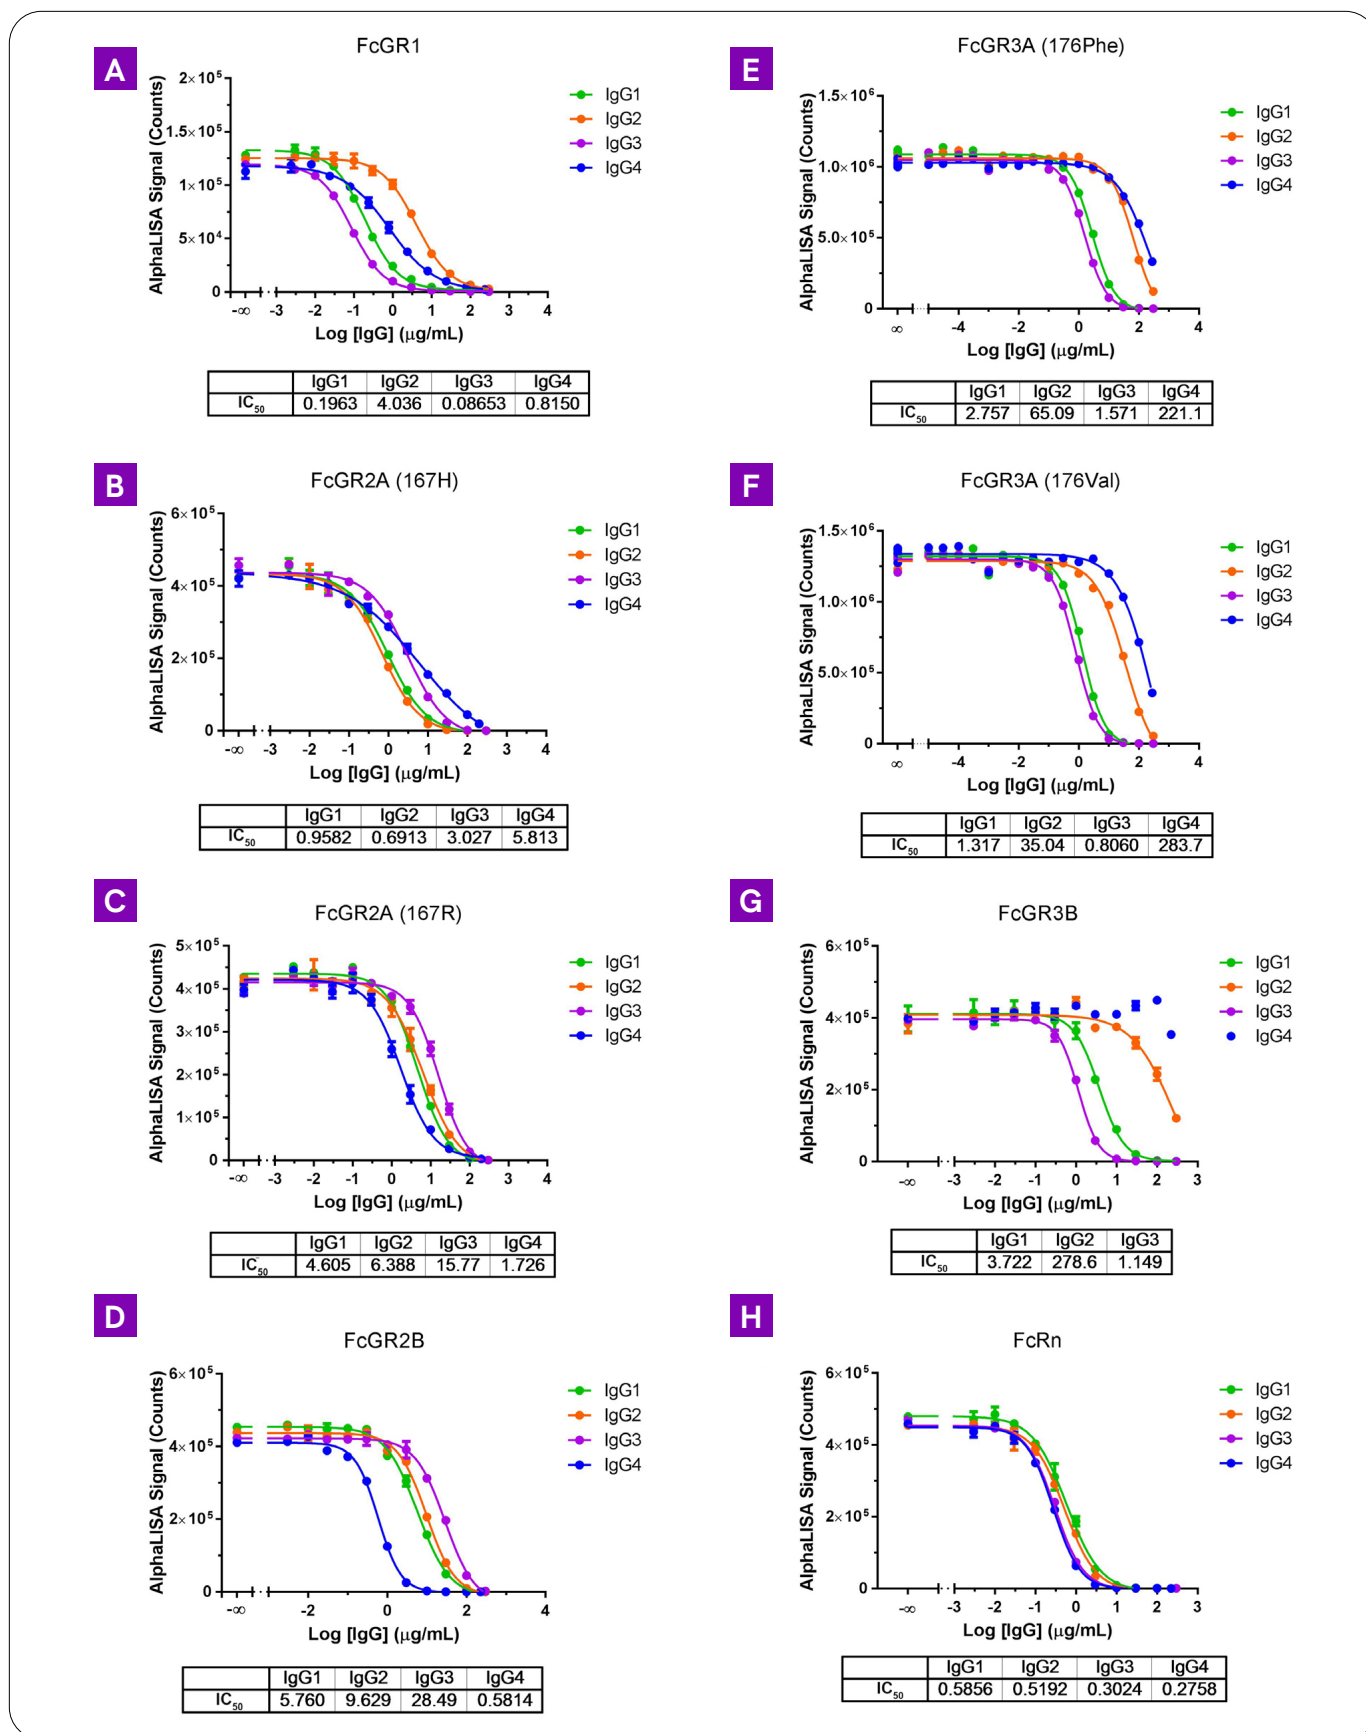 A
FcGR1
AlphaLISA Signal (Counts)
2×10⁵
1.5×10⁵
1×10⁵
5×10⁴
0
-∞ -3 -2 -1 0 1 2 3 4
Log [IgG] (µg/mL)
IgG1
IgG2
IgG3
IgG4
IgG1 IgG2 IgG3 IgG4
IC₅₀ 0.1963 4.036 0.08653 0.8150
E
FcGR3A (176Phe)
AlphaLISA Signal (Counts)
1.5×10⁶
1.0×10⁶
5.0×10⁵
0
∞ -4 -2 0 2 4
Log [IgG] (µg/mL)
IgG1
IgG2
IgG3
IgG4
IgG1 IgG2 IgG3 IgG4
IC₅₀ 2.757 65.09 1.571 221.1
B
FcGR2A (167H)
AlphaLISA Signal (Counts)
6×10⁵
4×10⁵
2×10⁵
0
-∞ -3 -2 -1 0 1 2 3 4
Log [IgG] (µg/mL)
IgG1
IgG2
IgG3
IgG4
IgG1 IgG2 IgG3 IgG4
IC₅₀ 0.9582 0.6913 3.027 5.813
F
FcGR3A (176Val)
AlphaLISA Signal (Counts)
1.5×10⁶
1.0×10⁶
5.0×10⁵
0
∞ -4 -2 0 2 4
Log [IgG] (µg/mL)
IgG1
IgG2
IgG3
IgG4
IgG1 IgG2 IgG3 IgG4
IC₅₀ 1.317 35.04 0.8060 283.7
C
FcGR2A (167R)
AlphaLISA Signal (Counts)
5×10⁵
4×10⁵
3×10⁵
2×10⁵
1×10⁵
0
-∞ -3 -2 -1 0 1 2 3 4
Log [IgG] (µg/mL)
IgG1
IgG2
IgG3
IgG4
IgG1 IgG2 IgG3 IgG4
IC₅₀ 4.605 6.388 15.77 1.726
G
FcGR3B
AlphaLISA Signal (Counts)
6×10⁵
4×10⁵
2×10⁵
0
-∞ -3 -2 -1 0 1 2 3
Log [IgG] (µg/mL)
IgG1
IgG2
IgG3
IgG4
IgG1 IgG2 IgG3
IC₅₀ 3.722 278.6 1.149
D
FcGR2B
AlphaLISA Signal (Counts)
6×10⁵
4×10⁵
2×10⁵
0
-∞ -2 0 2 4
Log [IgG] (µg/mL)
IgG1
IgG2
IgG3
IgG4
IgG1 IgG2 IgG3 IgG4
IC₅₀ 5.760 9.629 28.49 0.5814
H
FcRn
AlphaLISA Signal (Counts)
6×10⁵
4×10⁵
2×10⁵
0
-∞ -3 -2 -1 0 1 2 3
Log [IgG] (µg/mL)
IgG1
IgG2
IgG3
IgG4
IgG1 IgG2 IgG3 IgG4
IC₅₀ 0.5856 0.5192 0.3024 0.2758